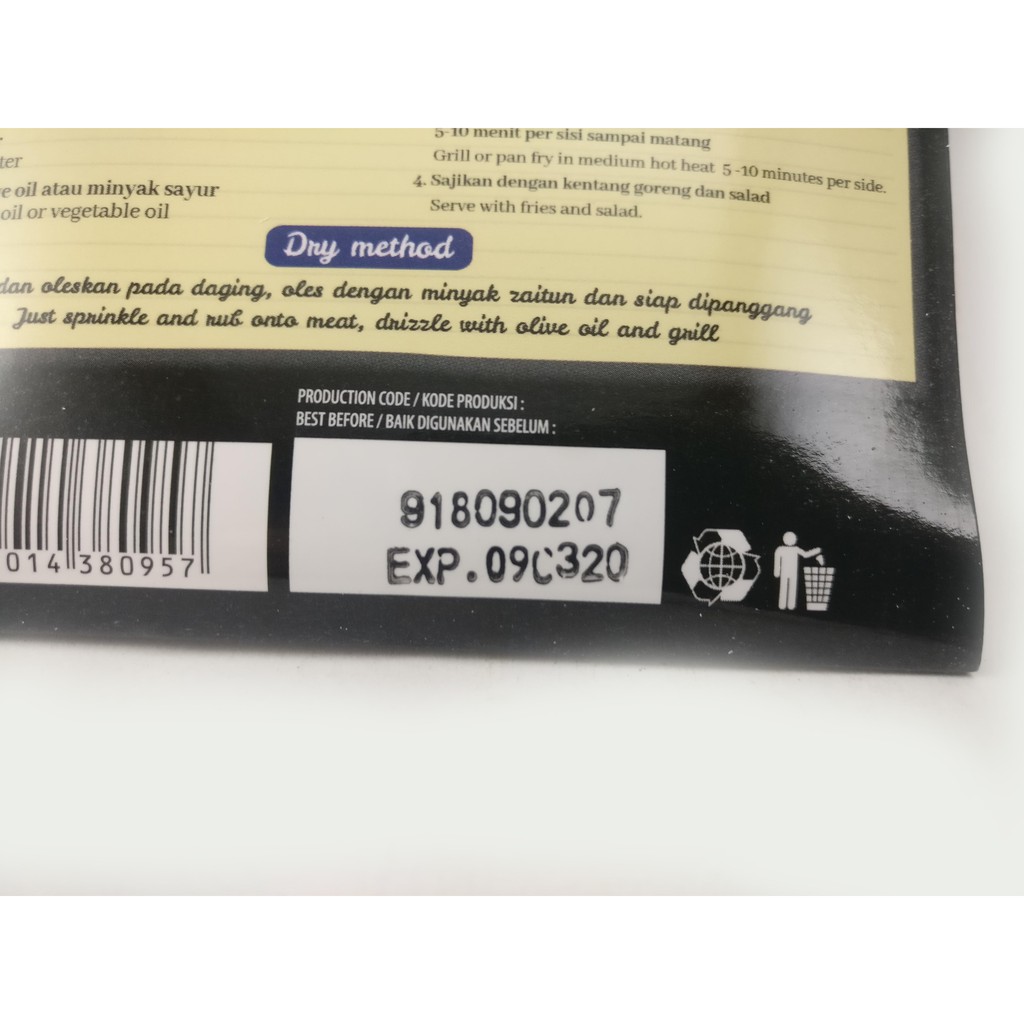 5-10 menit per sisi sampai matang
Grill or pan fry in medium hot heat 5-10 minutes per side.
4. Sajikan dengan kentang goreng dan salad
Serve with fries and salad.
ter
e oil atau minyak sayur
oil or vegetable oil
Dry method
dan oleskan pada daging, oles dengan minyak zaitun dan siap dipanggang
Just sprinkle and rub onto meat, drizzle with olive oil and grill
PRODUCTION CODE / KODE PRODUKSI :
BEST BEFORE / BAIK DIGUNAKAN SEBELUM :
918090207
EXP.09C320
014 380957